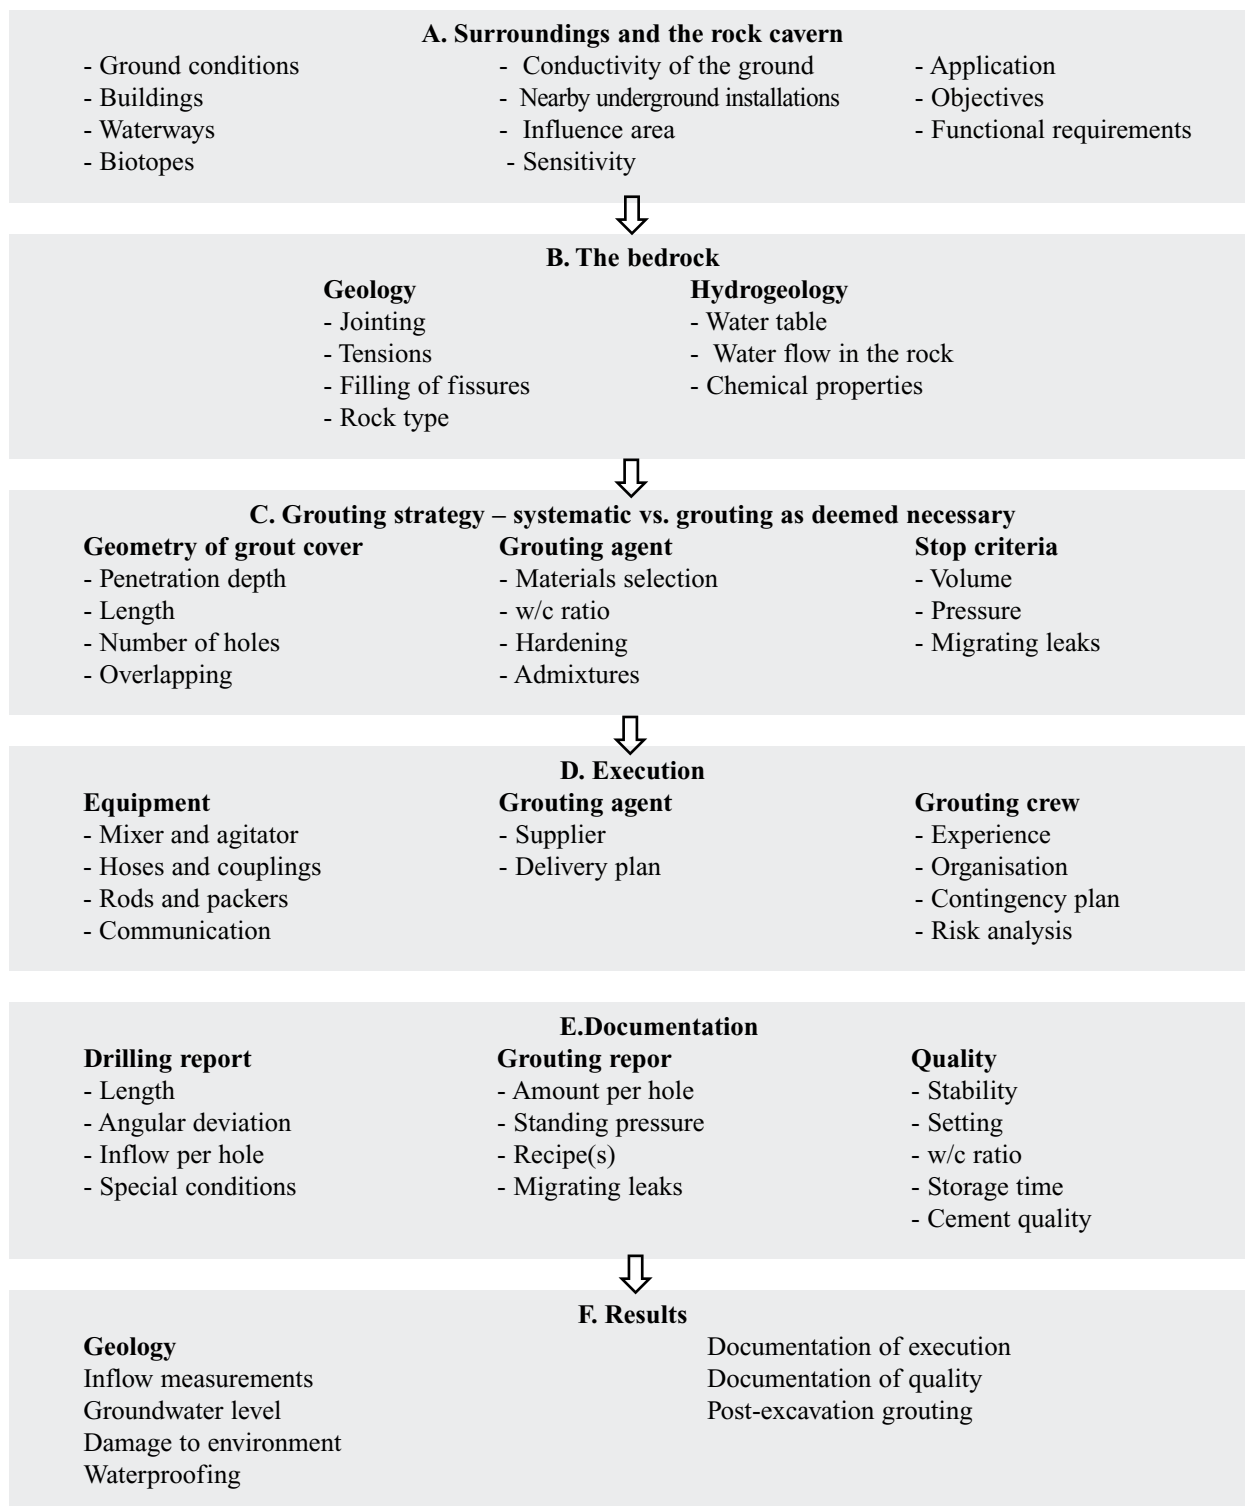 A. Surroundings and the rock cavern
- Ground conditions
- Buildings
- Waterways
- Biotopes
- Conductivity of the ground
- Nearby underground installations
- Influence area
- Sensitivity
- Application
- Objectives
- Functional requirements
B. The bedrock
Geology
- Jointing
- Tensions
- Filling of fissures
- Rock type
Hydrogeology
- Water table
- Water flow in the rock
- Chemical properties
C. Grouting strategy – systematic vs. grouting as deemed necessary
Geometry of grout cover
- Penetration depth
- Length
- Number of holes
- Overlapping
Grouting agent
- Materials selection
- w/c ratio
- Hardening
- Admixtures
Stop criteria
- Volume
- Pressure
- Migrating leaks
D. Execution
Equipment
- Mixer and agitator
- Hoses and couplings
- Rods and packers
- Communication
Grouting agent
- Supplier
- Delivery plan
Grouting crew
- Experience
- Organisation
- Contingency plan
- Risk analysis
E.Documentation
Drilling report
- Length
- Angular deviation
- Inflow per hole
- Special conditions
Grouting repor
- Amount per hole
- Standing pressure
- Recipe(s)
- Migrating leaks
Quality
- Stability
- Setting
- w/c ratio
- Storage time
- Cement quality
F. Results
Geology
Inflow measurements
Groundwater level
Damage to environment
Waterproofing
Documentation of execution
Documentation of quality
Post-excavation grouting